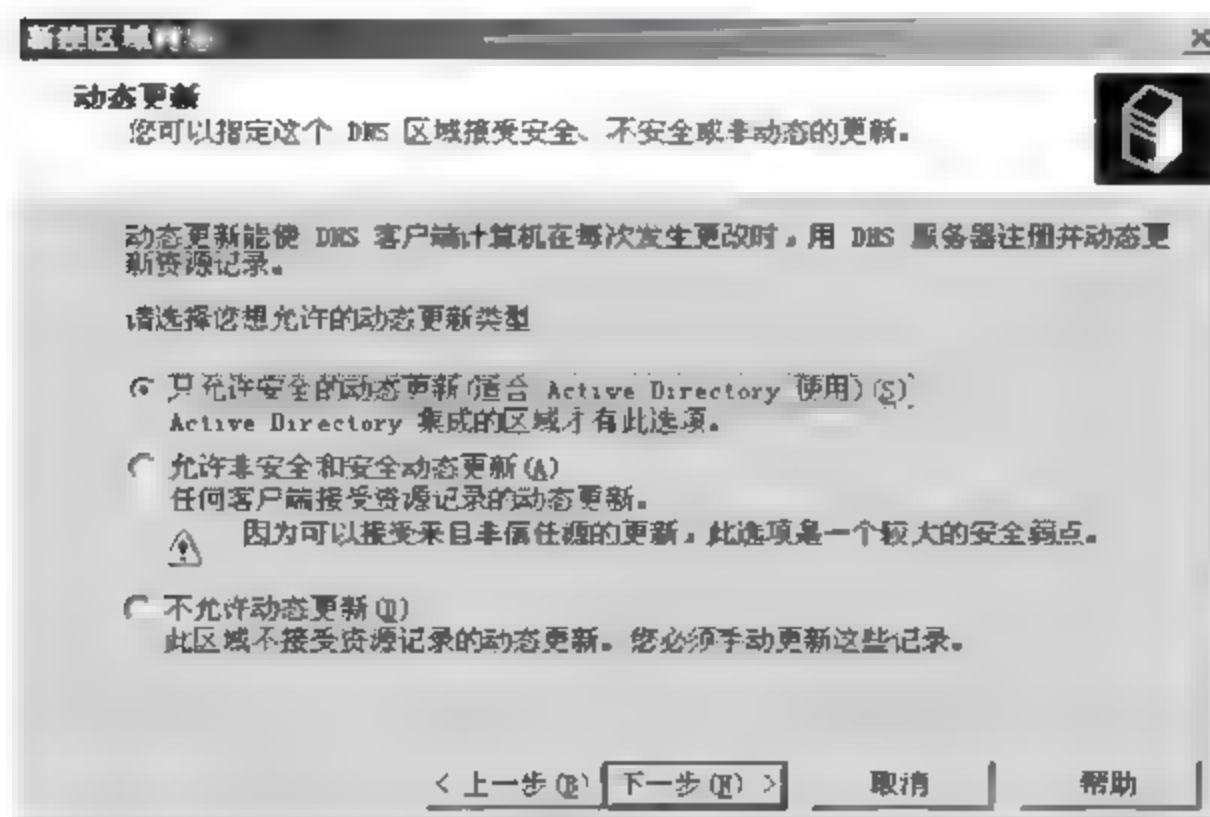 新建区域向导
动态更新
您可以指定这个 DNS 区域接受安全、不安全或非动态的更新。
动态更新能使 DNS 客户端计算机在每次发生更改时，用 DNS 服务器注册并动态更
新资源记录。
请选择您想允许的动态更新类型
只允许安全的动态更新(适合 Active Directory 使用)(S)
Active Directory 集成的区域才有此选项。
允许非安全和安全动态更新(A)
任何客户端接受资源记录的动态更新。
因为可以接受来自非信任源的更新，此选项是一个较大的安全弱点。
不允许动态更新(D)
此区域不接受资源记录的动态更新。您必须手动更新这些记录。
< 上一步(B) 下一步(N) > 取消 帮助